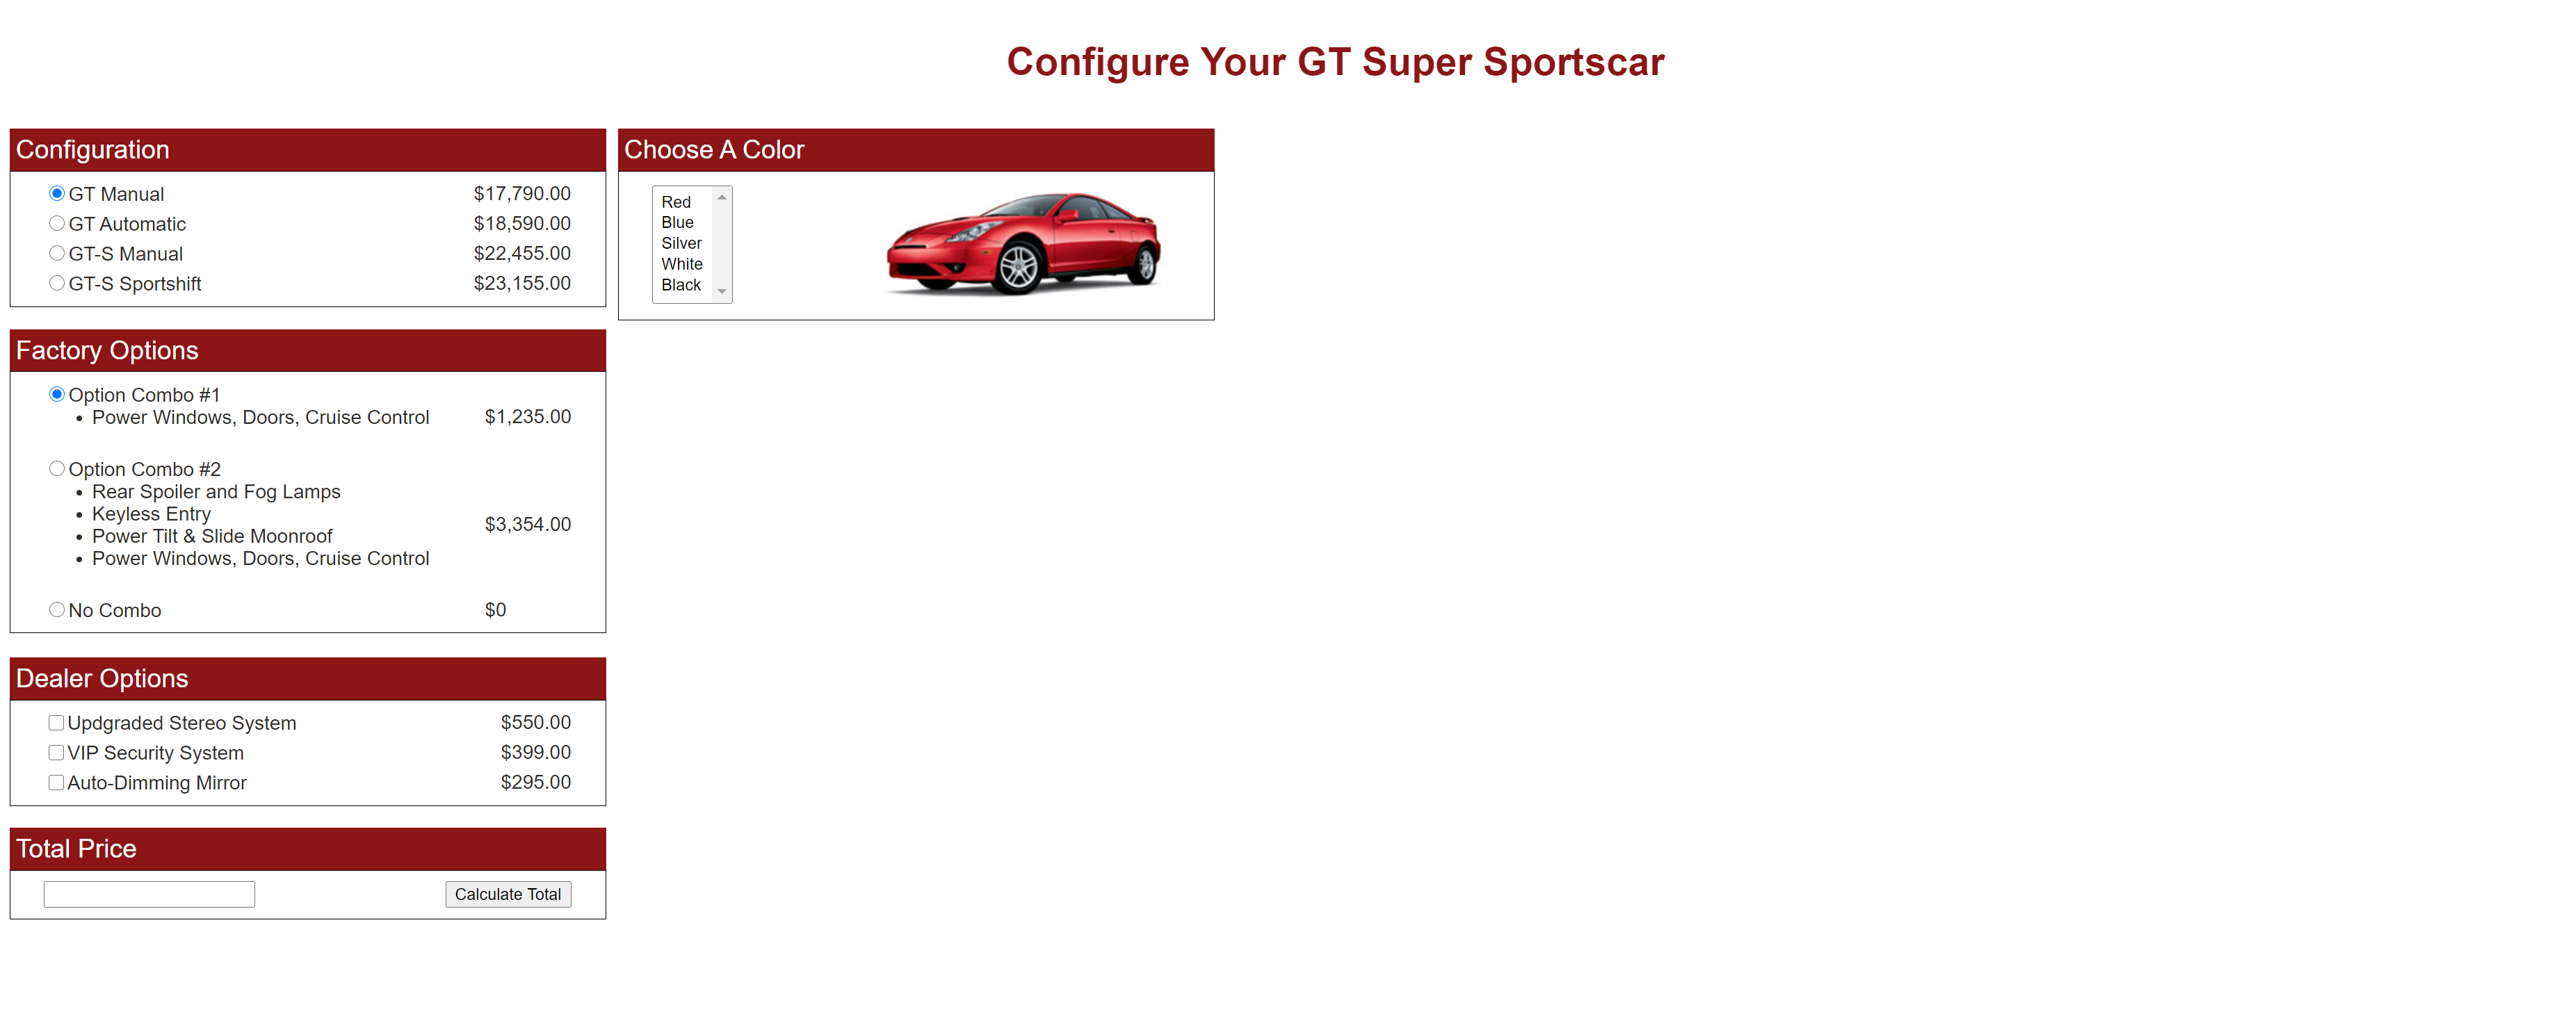 Configure Your GT Super Sportscar
Configuration
GT Manual $17,790.00
GT Automatic $18,590.00
GT-S Manual $22,455.00
GT-S Sportshift $23,155.00
Choose A Color
Red
Blue
Silver
White
Black
Factory Options
Option Combo #1
• Power Windows, Doors, Cruise Control $1,235.00
Option Combo #2
• Rear Spoiler and Fog Lamps
• Keyless Entry
$3,354.00
• Power Tilt & Slide Moonroof
• Power Windows, Doors, Cruise Control
No Combo $0
Dealer Options
Updgraded Stereo System $550.00
VIP Security System $399.00
Auto-Dimming Mirror $295.00
Total Price
Calculate Total